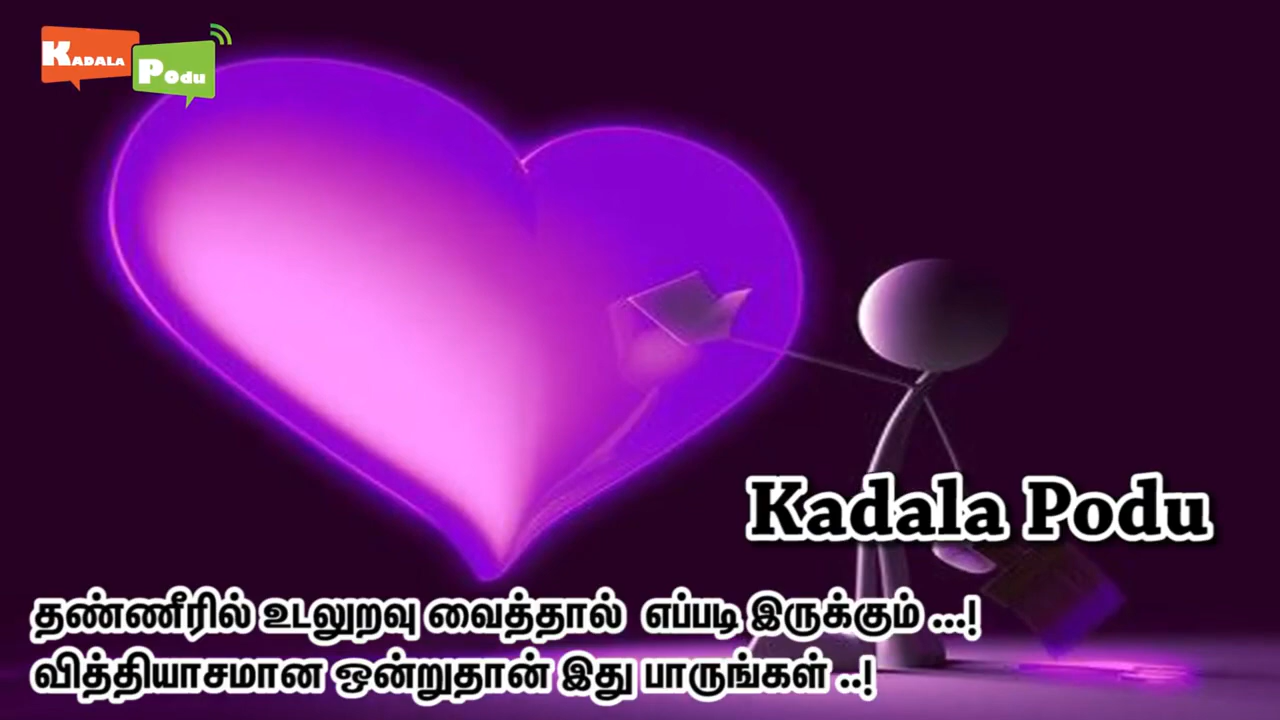 KADALA
PODU
Kadala Podu
தண்ணீரில் உடலுறவு வைத்தால் எப்படி இருக்கும் ...!
வித்தியாசமான ஒன்றுதான் இது பாருங்கள் ..!